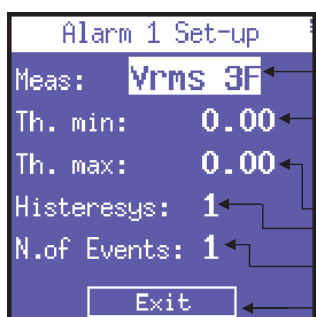 Alarm 1 Set-up
Meas: Vrms 3F
Th. min: 0.00
Th. max: 0.00
Histeresys: 1
N.of Events: 1
Exit